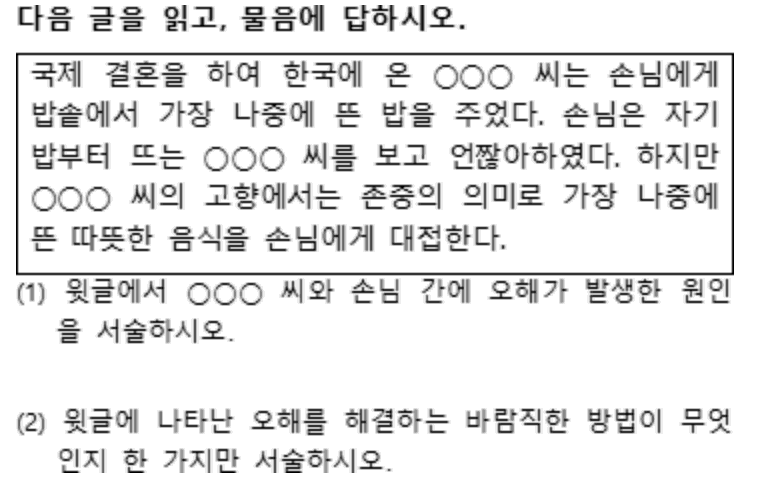 다음 글을 읽고, 물음에 답하시오.
국제 결혼을 하여 한국에 온 ○○○ 씨는 손님에게
밥솥에서 가장 나중에 뜬 밥을 주었다. 손님은 자기
밥부터 뜨는 ○○○ 씨를 보고 언짢아하였다. 하지만
○○○ 씨의 고향에서는 존중의 의미로 가장 나중에
뜬 따뜻한 음식을 손님에게 대접한다.
(1) 윗글에서 ○○○ 씨와 손님 간에 오해가 발생한 원인
을 서술하시오.
(2) 윗글에 나타난 오해를 해결하는 바람직한 방법이 무엇
인지 한 가지만 서술하시오.